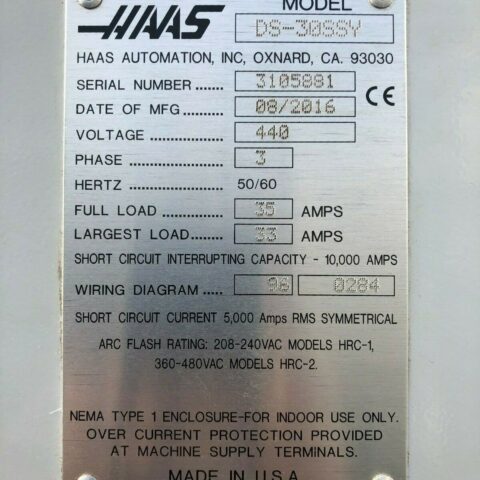 HAAS
MODEL
DS-30SSY
HAAS AUTOMATION, INC, OXNARD, CA. 93030
SERIAL NUMBER ....... 3105881
DATE OF MFG .......... 08/2016
CE
VOLTAGE ................ 440
PHASE .................... 3
HERTZ .................... 50/60
FULL LOAD ............. 35 AMPS
LARGEST LOAD........ 33 AMPS
SHORT CIRCUIT INTERRUPTING CAPACITY - 10,000 AMPS
WIRING DIAGRAM ..... 96 0284
SHORT CIRCUIT CURRENT 5,000 Amps RMS SYMMETRICAL
ARC FLASH RATING: 208-240VAC MODELS HRC-1,
360-480VAC MODELS HRC-2.
NEMA TYPE 1 ENCLOSURE-FOR INDOOR USE ONLY.
OVER CURRENT PROTECTION PROVIDED
AT MACHINE SUPPLY TERMINALS.
MADE IN U.S.A.